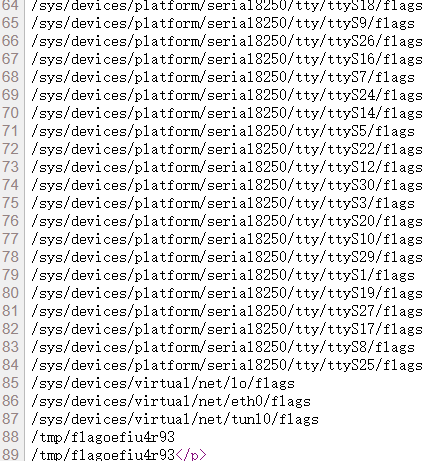 64 /sys/devices/platform/serial8250/tty/ttyS18/flags
65 /sys/devices/platform/serial8250/tty/ttyS9/flags
66 /sys/devices/platform/serial8250/tty/ttyS26/flags
67 /sys/devices/platform/serial8250/tty/ttyS16/flags
68 /sys/devices/platform/serial8250/tty/ttyS7/flags
69 /sys/devices/platform/serial8250/tty/ttyS24/flags
70 /sys/devices/platform/serial8250/tty/ttyS14/flags
71 /sys/devices/platform/serial8250/tty/ttyS5/flags
72 /sys/devices/platform/serial8250/tty/ttyS22/flags
73 /sys/devices/platform/serial8250/tty/ttyS12/flags
74 /sys/devices/platform/serial8250/tty/ttyS30/flags
75 /sys/devices/platform/serial8250/tty/ttyS3/flags
76 /sys/devices/platform/serial8250/tty/ttyS20/flags
77 /sys/devices/platform/serial8250/tty/ttyS10/flags
78 /sys/devices/platform/serial8250/tty/ttyS29/flags
79 /sys/devices/platform/serial8250/tty/ttyS1/flags
80 /sys/devices/platform/serial8250/tty/ttyS19/flags
81 /sys/devices/platform/serial8250/tty/ttyS27/flags
82 /sys/devices/platform/serial8250/tty/ttyS17/flags
83 /sys/devices/platform/serial8250/tty/ttyS8/flags
84 /sys/devices/platform/serial8250/tty/ttyS25/flags
85 /sys/devices/virtual/net/lo/flags
86 /sys/devices/virtual/net/eth0/flags
87 /sys/devices/virtual/net/tunl0/flags
88 /tmp/flagoefiu4r93
89 /tmp/flagoefiu4r93</p>